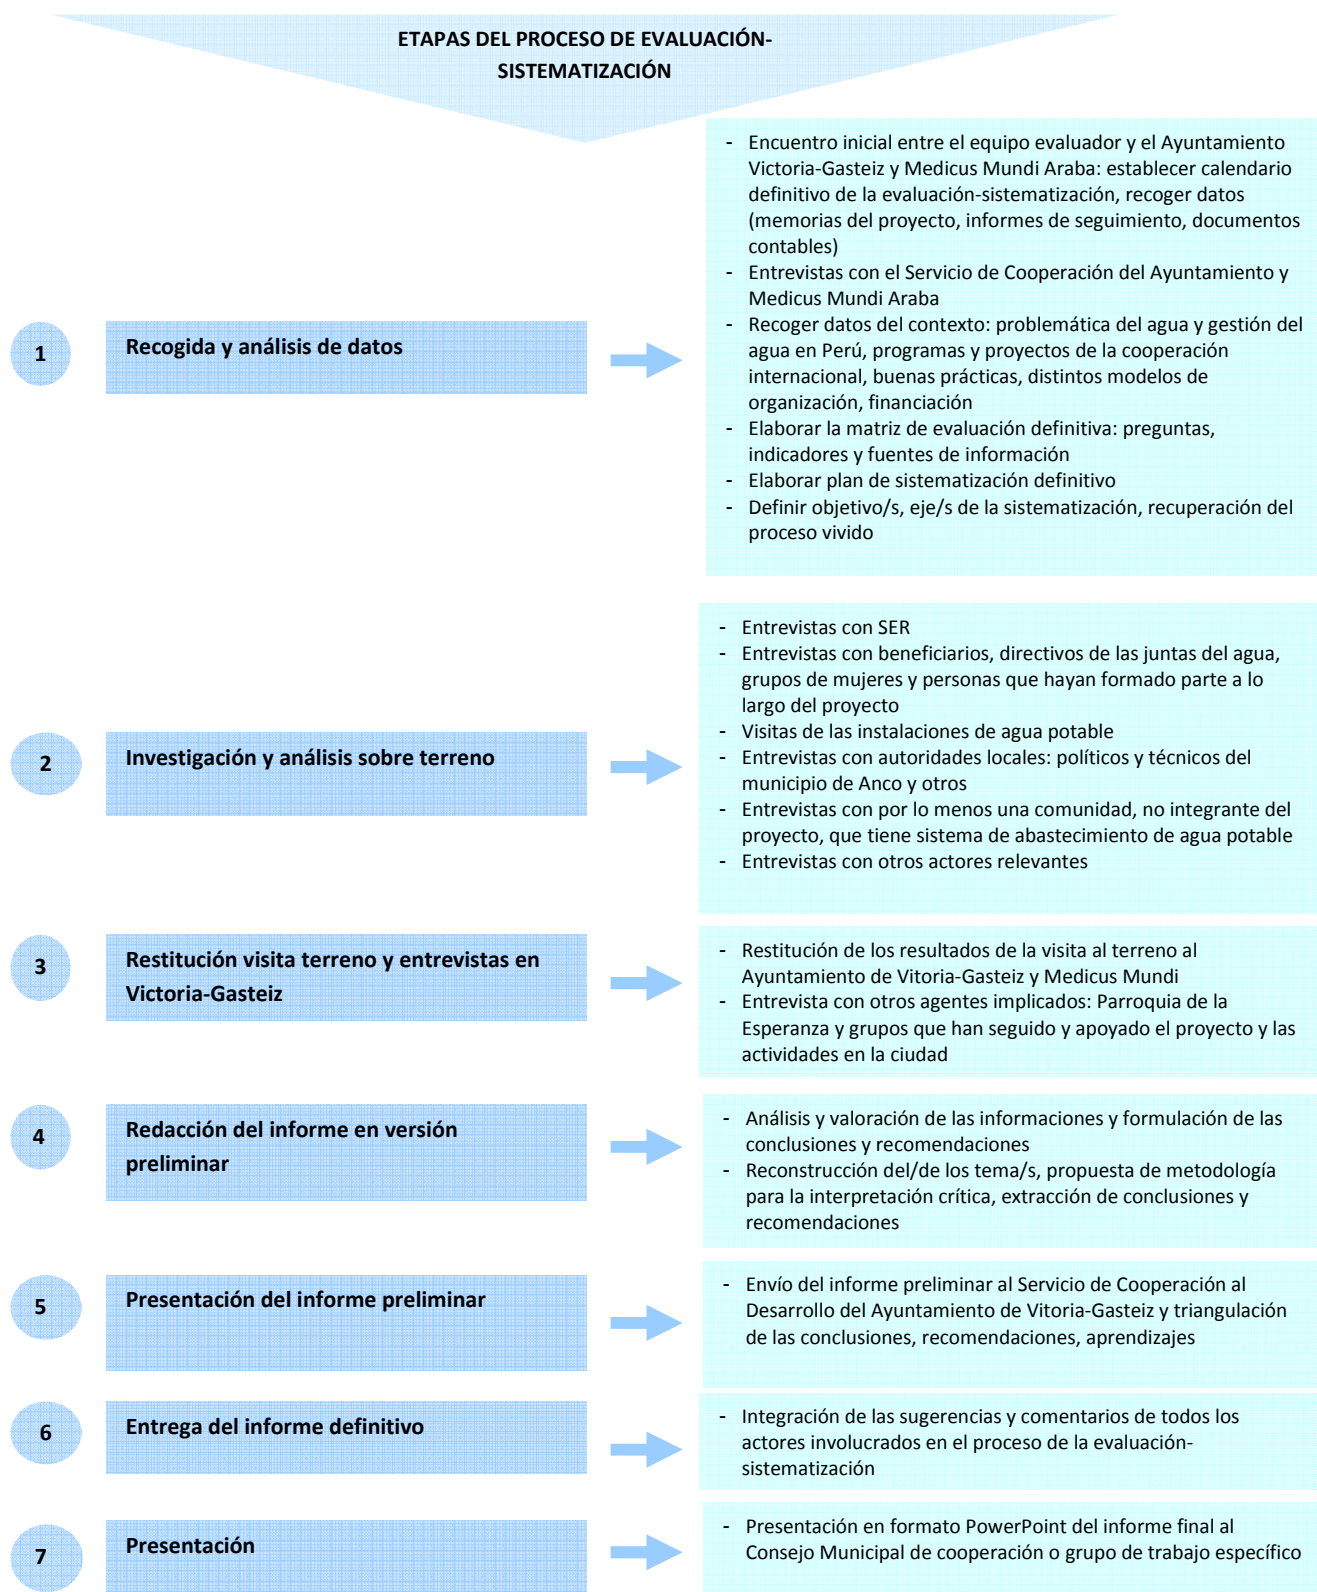 ETAPAS DEL PROCESO DE EVALUACIÓN-
SISTEMATIZACIÓN
1
Recogida y análisis de datos
- Encuentro inicial entre el equipo evaluador y el Ayuntamiento
Victoria-Gasteiz y Medicus Mundi Araba: establecer calendario
definitivo de la evaluación-sistematización, recoger datos
(memorias del proyecto, informes de seguimiento, documentos
contables)
- Entrevistas con el Servicio de Cooperación del Ayuntamiento y
Medicus Mundi Araba
- Recoger datos del contexto: problemática del agua y gestión del
agua en Perú, programas y proyectos de la cooperación
internacional, buenas prácticas, distintos modelos de
organización, financiación
- Elaborar la matriz de evaluación definitiva: preguntas,
indicadores y fuentes de información
- Elaborar plan de sistematización definitivo
- Definir objetivo/s, eje/s de la sistematización, recuperación del
proceso vivido
2
Investigación y análisis sobre terreno
- Entrevistas con SER
- Entrevistas con beneficiarios, directivos de las juntas del agua,
grupos de mujeres y personas que hayan formado parte a lo
largo del proyecto
- Visitas de las instalaciones de agua potable
- Entrevistas con autoridades locales: políticos y técnicos del
municipio de Anco y otros
- Entrevistas con por lo menos una comunidad, no integrante del
proyecto, que tiene sistema de abastecimiento de agua potable
- Entrevistas con otros actores relevantes
3
Restitución visita terreno y entrevistas en
Victoria-Gasteiz
- Restitución de los resultados de la visita al terreno al
Ayuntamiento de Vitoria-Gasteiz y Medicus Mundi
- Entrevista con otros agentes implicados: Parroquia de la
Esperanza y grupos que han seguido y apoyado el proyecto y las
actividades en la ciudad
4
Redacción del informe en versión
preliminar
- Análisis y valoración de las informaciones y formulación de las
conclusiones y recomendaciones
- Reconstrucción del/de los tema/s, propuesta de metodología
para la interpretación crítica, extracción de conclusiones y
recomendaciones
5
Presentación del informe preliminar
- Envío del informe preliminar al Servicio de Cooperación al
Desarrollo del Ayuntamiento de Vitoria-Gasteiz y triangulación
de las conclusiones, recomendaciones, aprendizajes
6
Entrega del informe definitivo
- Integración de las sugerencias y comentarios de todos los
actores involucrados en el proceso de la evaluación-
sistematización
7
Presentación
- Presentación en formato PowerPoint del informe final al
Consejo Municipal de cooperación o grupo de trabajo específico